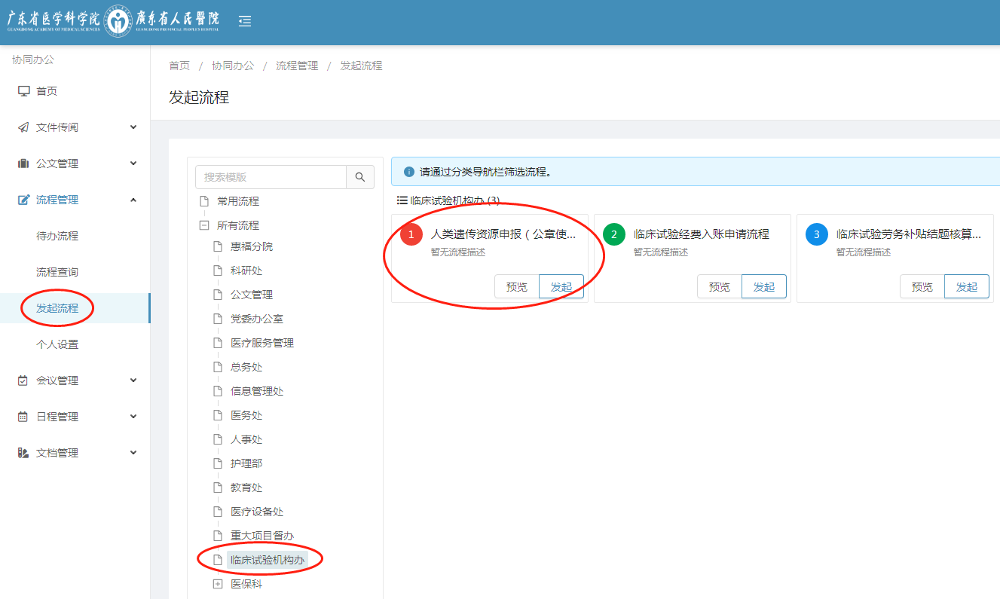 广东省医学科学院
GUANGDONG ACADEMY OF MEDICAL SCIENCES
廣東省人民醫院
GUANGDONG PROVINCIAL PEOPLE'S HOSPITAL
协同办公
首页
文件传阅
公文管理
流程管理
待办流程
流程查询
发起流程
个人设置
会议管理
日程管理
文档管理
首页 / 协同办公 / 流程管理 / 发起流程
发起流程
搜索模版
常用流程
所有流程
惠福分院
科研处
公文管理
党委办公室
医疗服务管理
总务处
信息管理处
医务处
人事处
护理部
教育处
医疗设备处
重大项目督办
临床试验机构办
医保科
请通过分类导航栏筛选流程。
临床试验机构办 (3)
1 人类遗传资源申报（公章使...
暂无流程描述
预览 发起
2 临床试验经费入账申请流程
暂无流程描述
预览 发起
3 临床试验劳务补贴结题核算...
暂无流程描述
预览 发起